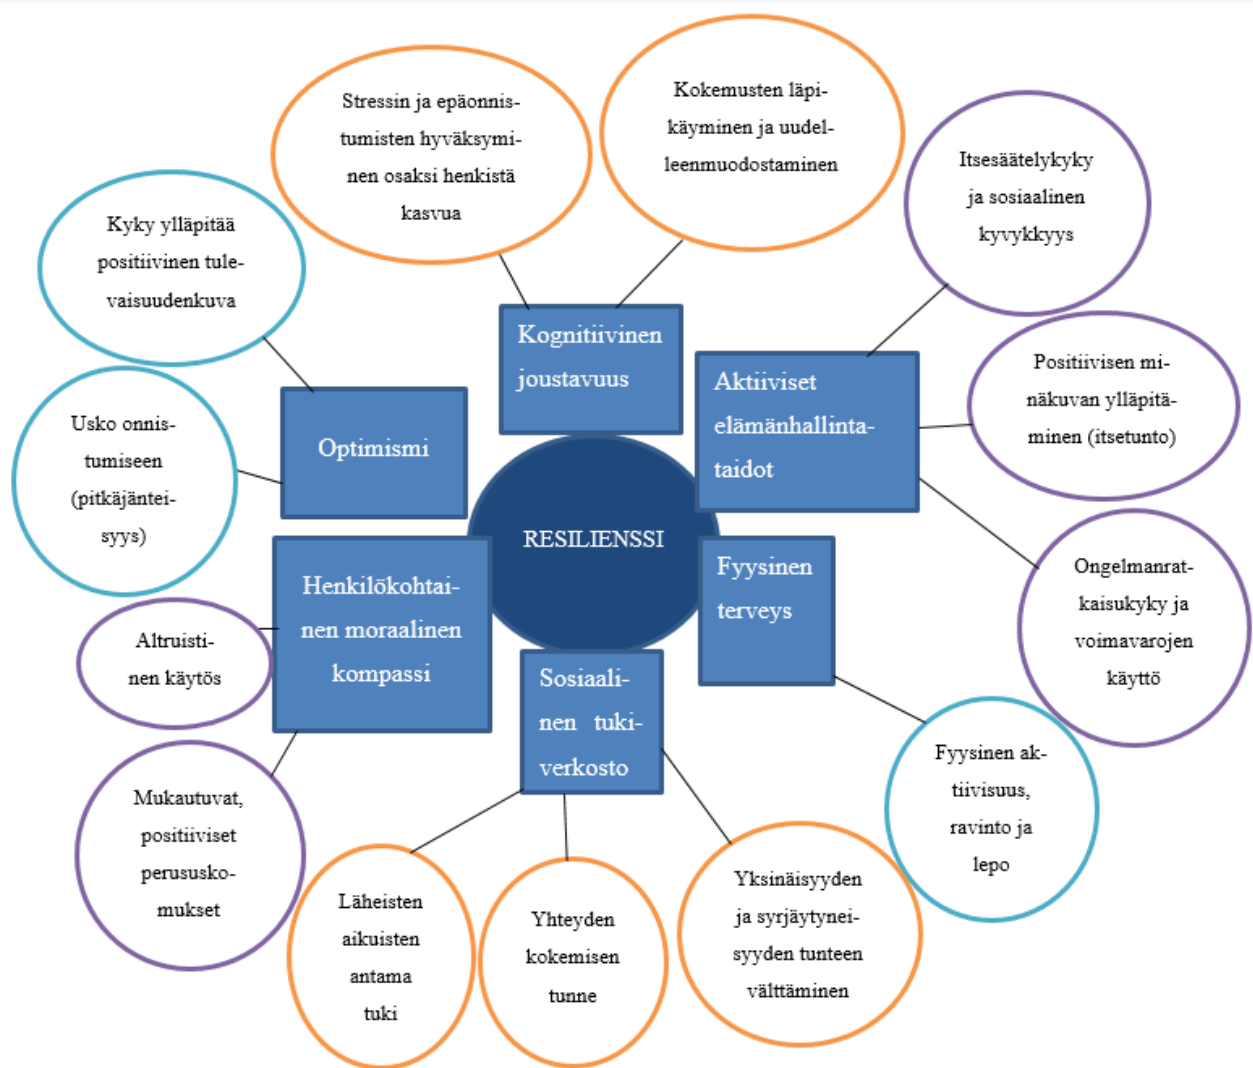 Stressin ja epäonnis-
tumisten hyväksymi-
nen osaksi henkistä
kasvua
Kokemusten läpi-
käyminen ja uudel-
leenmuodostaminen
Itsesäätelykyky
ja sosiaalinen
kyvykkyys
Kyky ylläpitää
positiivinen tule-
vaisuudenkuva
Kognitiivinen
joustavuus
Aktiiviset
elämänhallinta-
taidot
Positiivisen mi-
näkuvan ylläpitä-
minen (itsetunto)
Optimismi
Usko onnis-
tumiseen
(pitkäjäntei-
syys)
RESILIENSSI
Henkilökohtai-
nen moraalinen
kompassi
Fyysinen
terveys
Ongelmanrat-
kaisukyky ja
voimavarojen
käyttö
Altruisti-
nen käytös
Sosiaali-
nen tuki-
verkosto
Fyysinen ak-
tiivisuus,
ravinto ja
lepo
Mukautuvat,
positiiviset
perususko-
mukset
Läheisten
aikuisten
antama
tuki
Yhteyden
kokemisen
tunne
Yksinäisyyden
ja syrjäytynei-
syyden tunteen
välttäminen